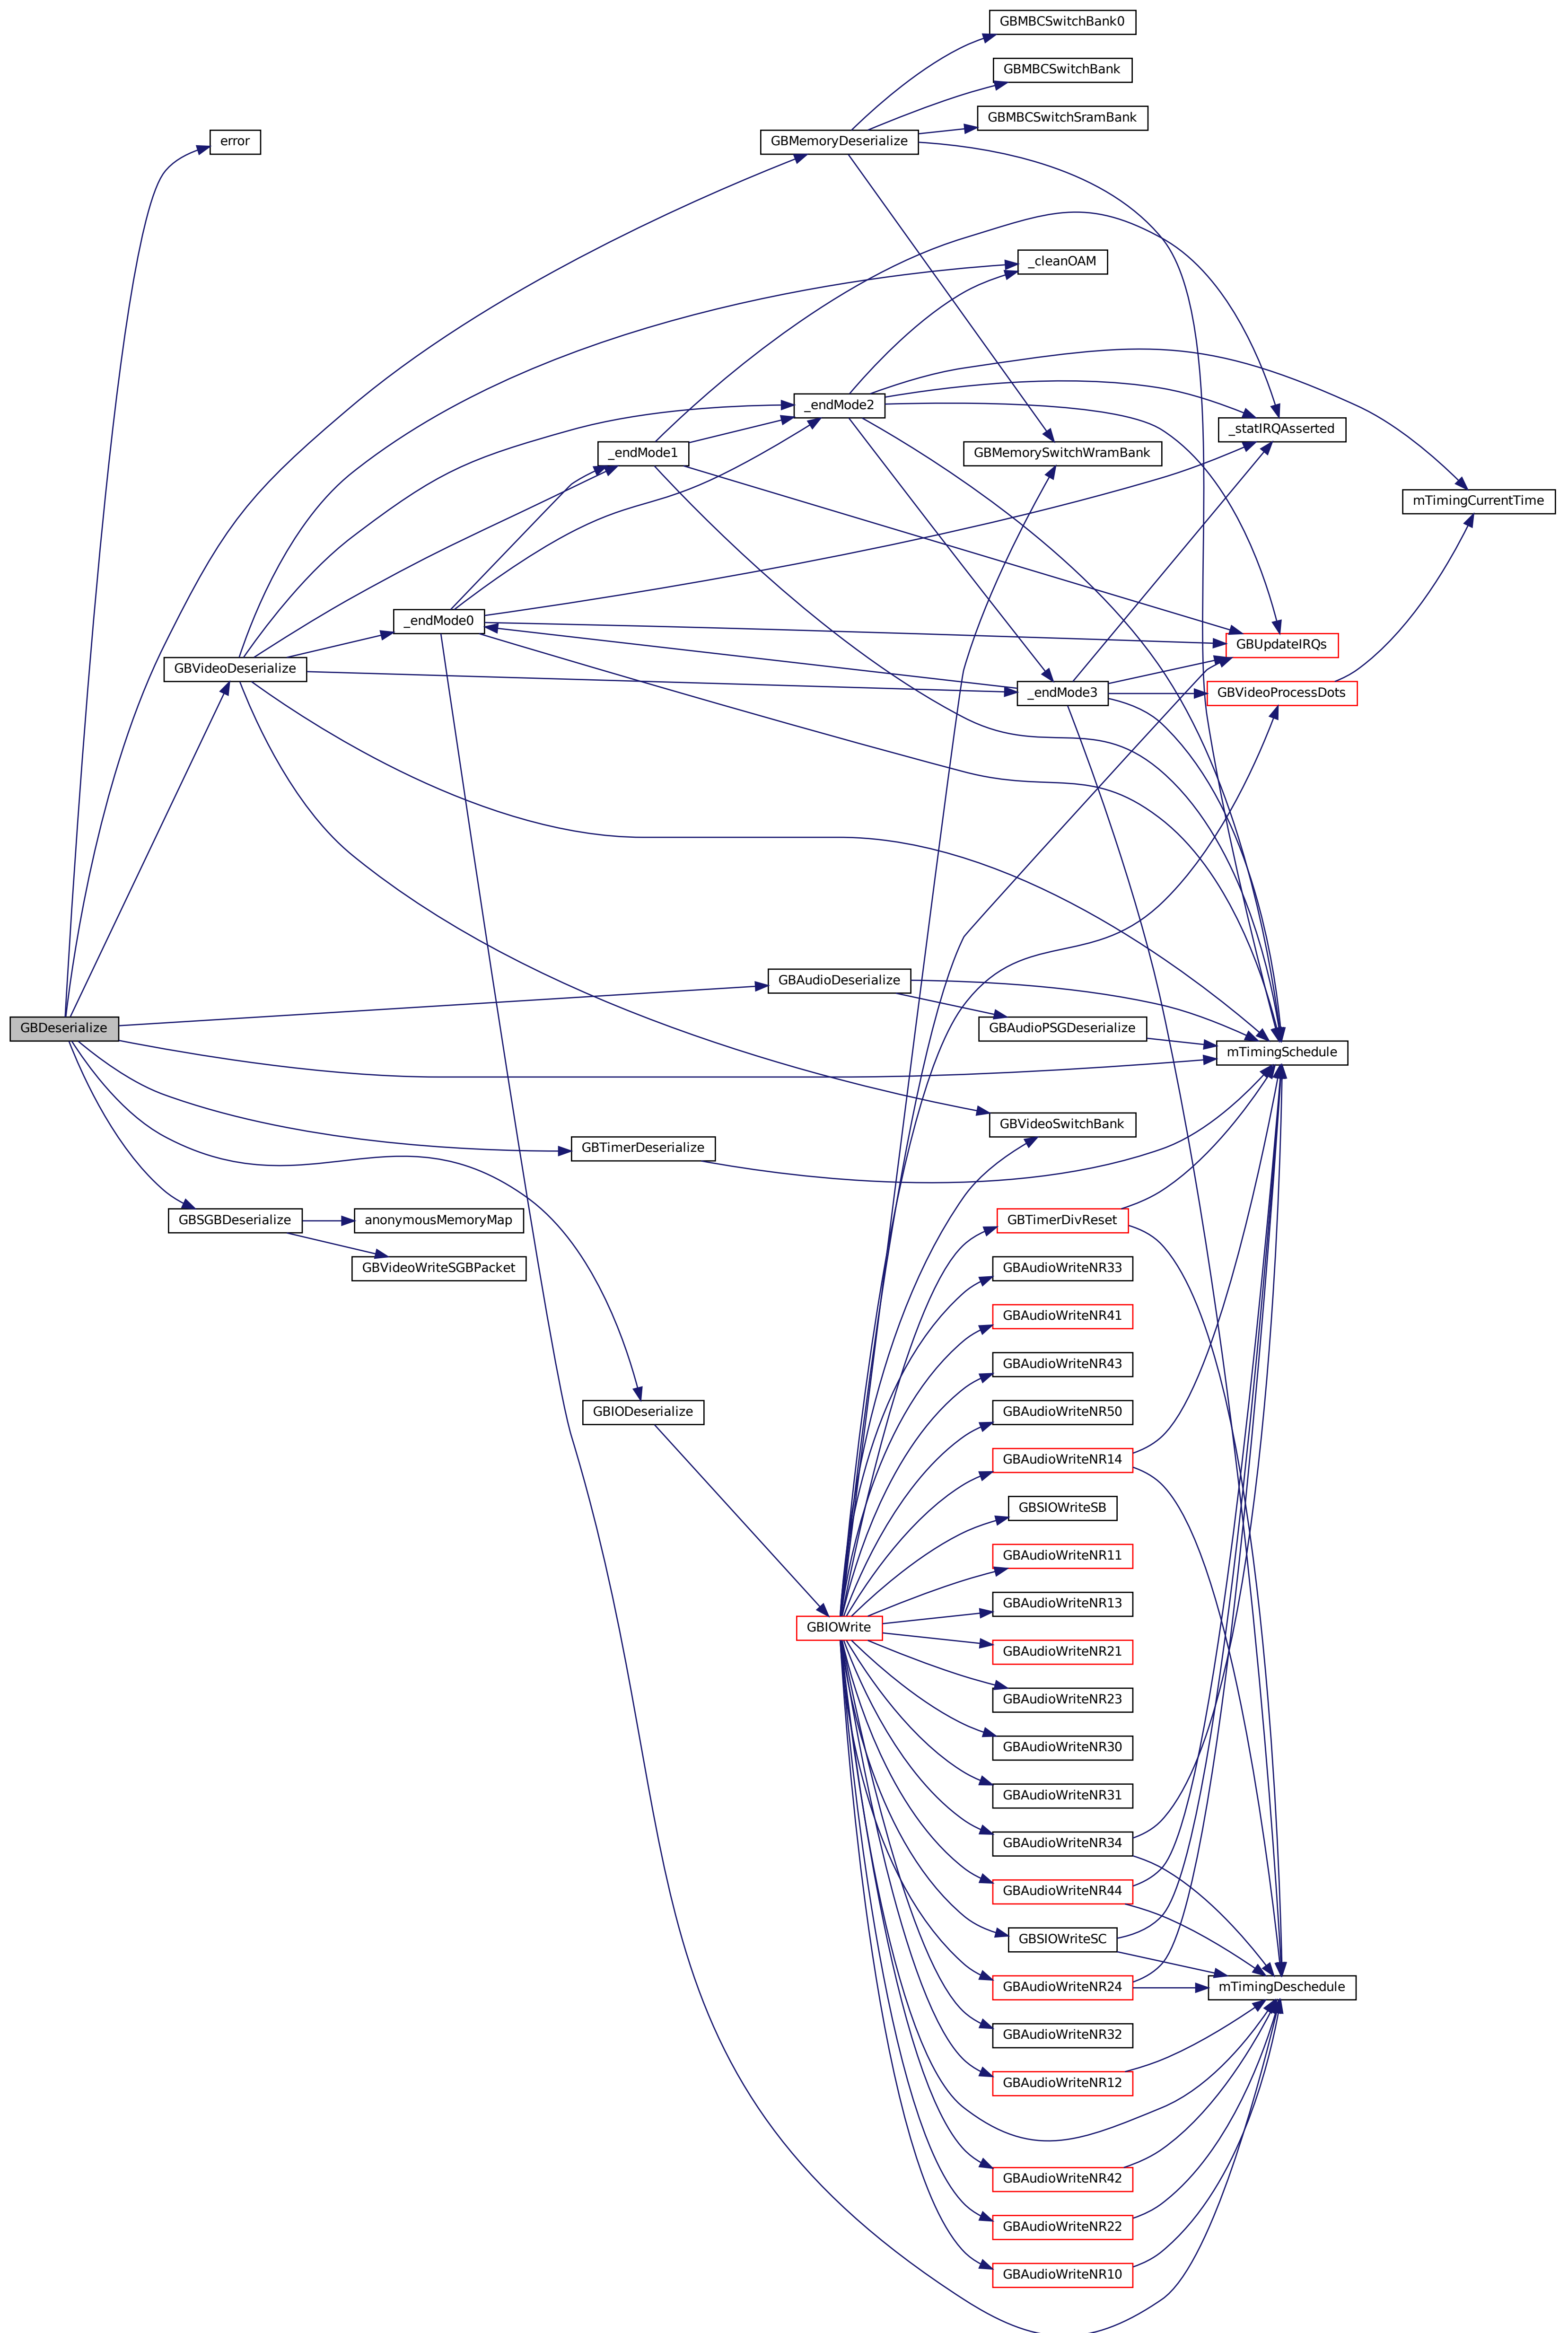 GBMBCSwitchBank0
GBMBCSwitchBank
GBMBCSwitchSramBank
error
GBMemoryDeserialize
_cleanOAM
_endMode2
_statIRQAsserted
_endMode1
GBMemorySwitchWramBank
mTimingCurrentTime
_endMode0
GBUpdateIRQs
GBVideoDeserialize
_endMode3
GBVideoProcessDots
GBAudioDeserialize
GBDeserialize
GBAudioPSGDeserialize
mTimingSchedule
GBVideoSwitchBank
GBTimerDeserialize
GBSGBDeserialize
anonymousMemoryMap
GBTimerDivReset
GBVideoWriteSGBPacket
GBAudioWriteNR33
GBAudioWriteNR41
GBAudioWriteNR43
GBIODeserialize
GBAudioWriteNR50
GBAudioWriteNR14
GBSIOWriteSB
GBAudioWriteNR11
GBAudioWriteNR13
GBIOWrite
GBAudioWriteNR21
GBAudioWriteNR23
GBAudioWriteNR30
GBAudioWriteNR31
GBAudioWriteNR34
GBAudioWriteNR44
GBSIOWriteSC
GBAudioWriteNR24
mTimingDeschedule
GBAudioWriteNR32
GBAudioWriteNR12
GBAudioWriteNR42
GBAudioWriteNR22
GBAudioWriteNR10